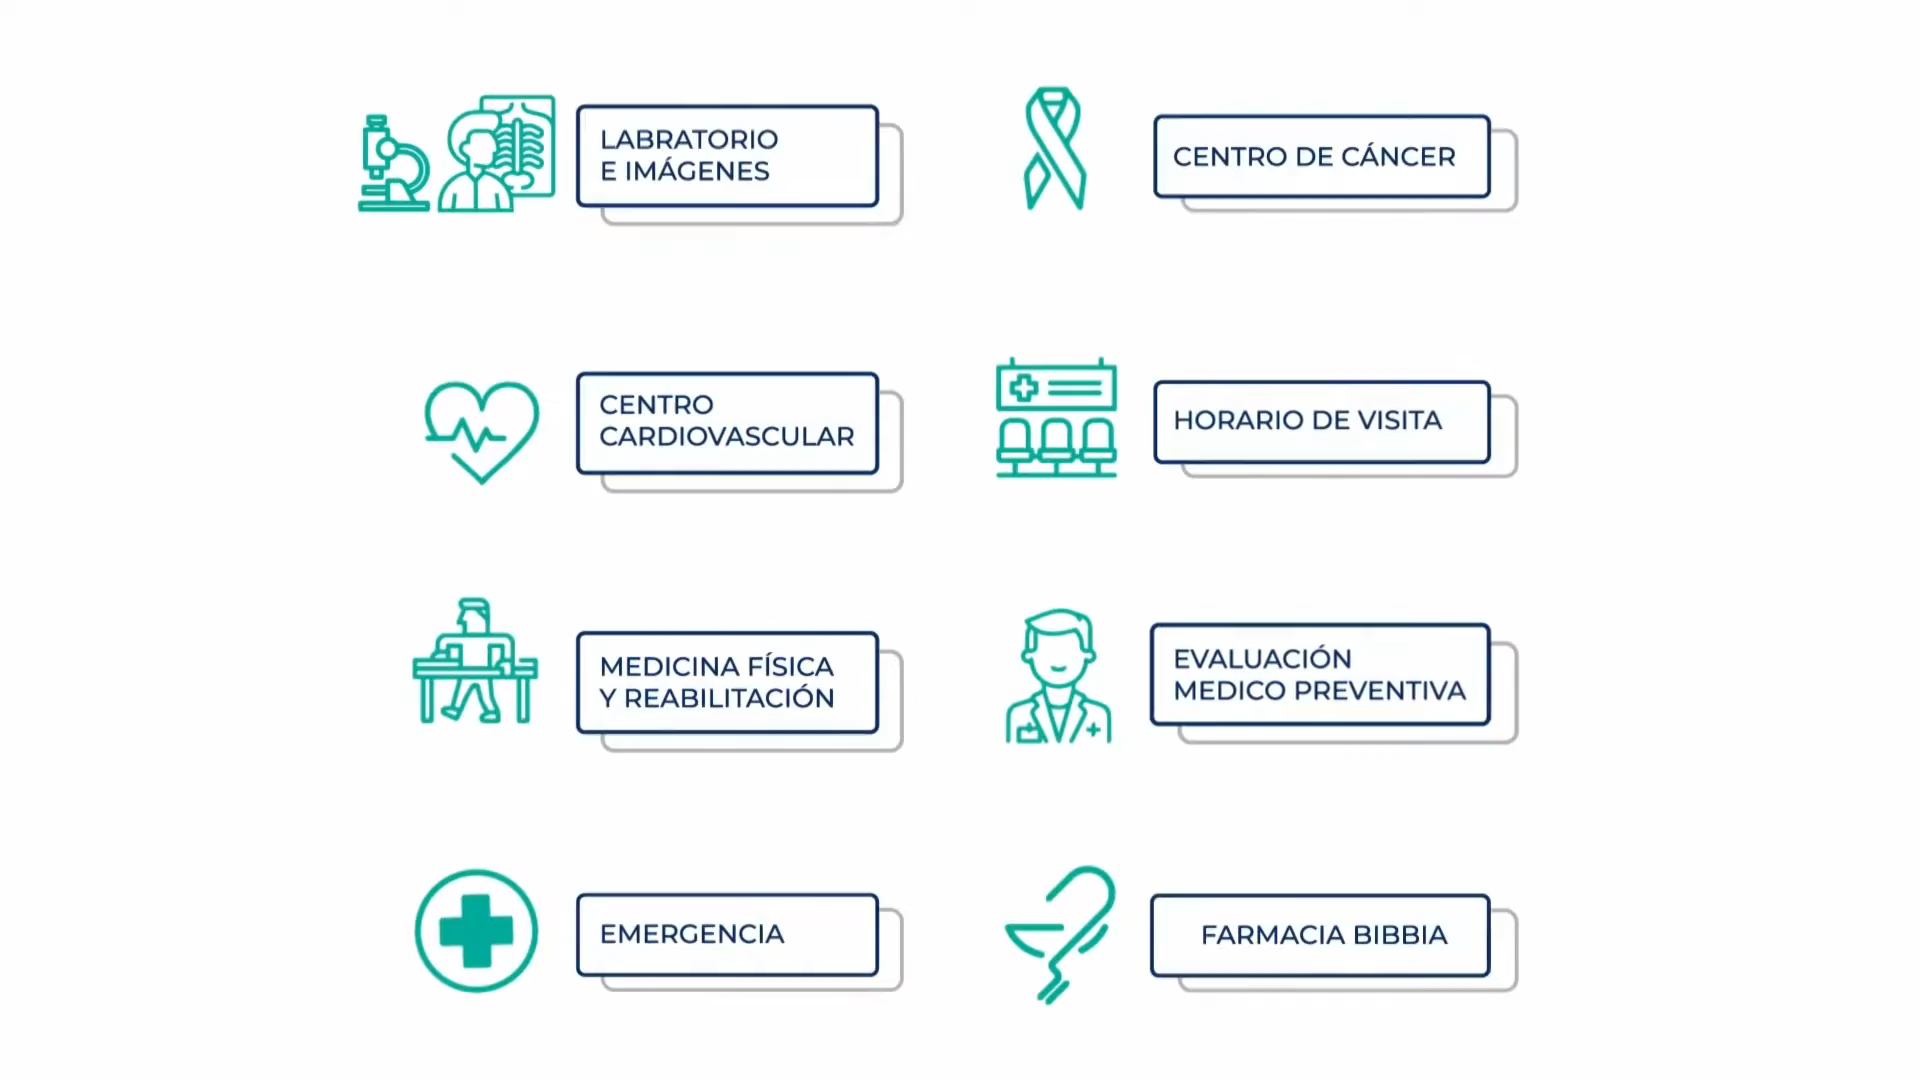 LABRATORIO
E IMÁGENES
CENTRO DE CÁNCER
CENTRO
CARDIOVASCULAR
HORARIO DE VISITA
MEDICINA FÍSICA
Y REABILITACIÓN
EVALUACIÓN
MEDICO PREVENTIVA
EMERGENCIA
FARMACIA BIBBIA